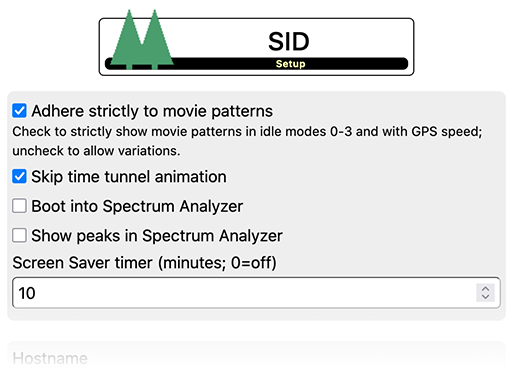 SID
Setup
Adhere strictly to movie patterns
Check to strictly show movie patterns in idle modes 0-3 and with GPS speed;
uncheck to allow variations.
Skip time tunnel animation
Boot into Spectrum Analyzer
Show peaks in Spectrum Analyzer
Screen Saver timer (minutes; 0=off)
10
Hostname